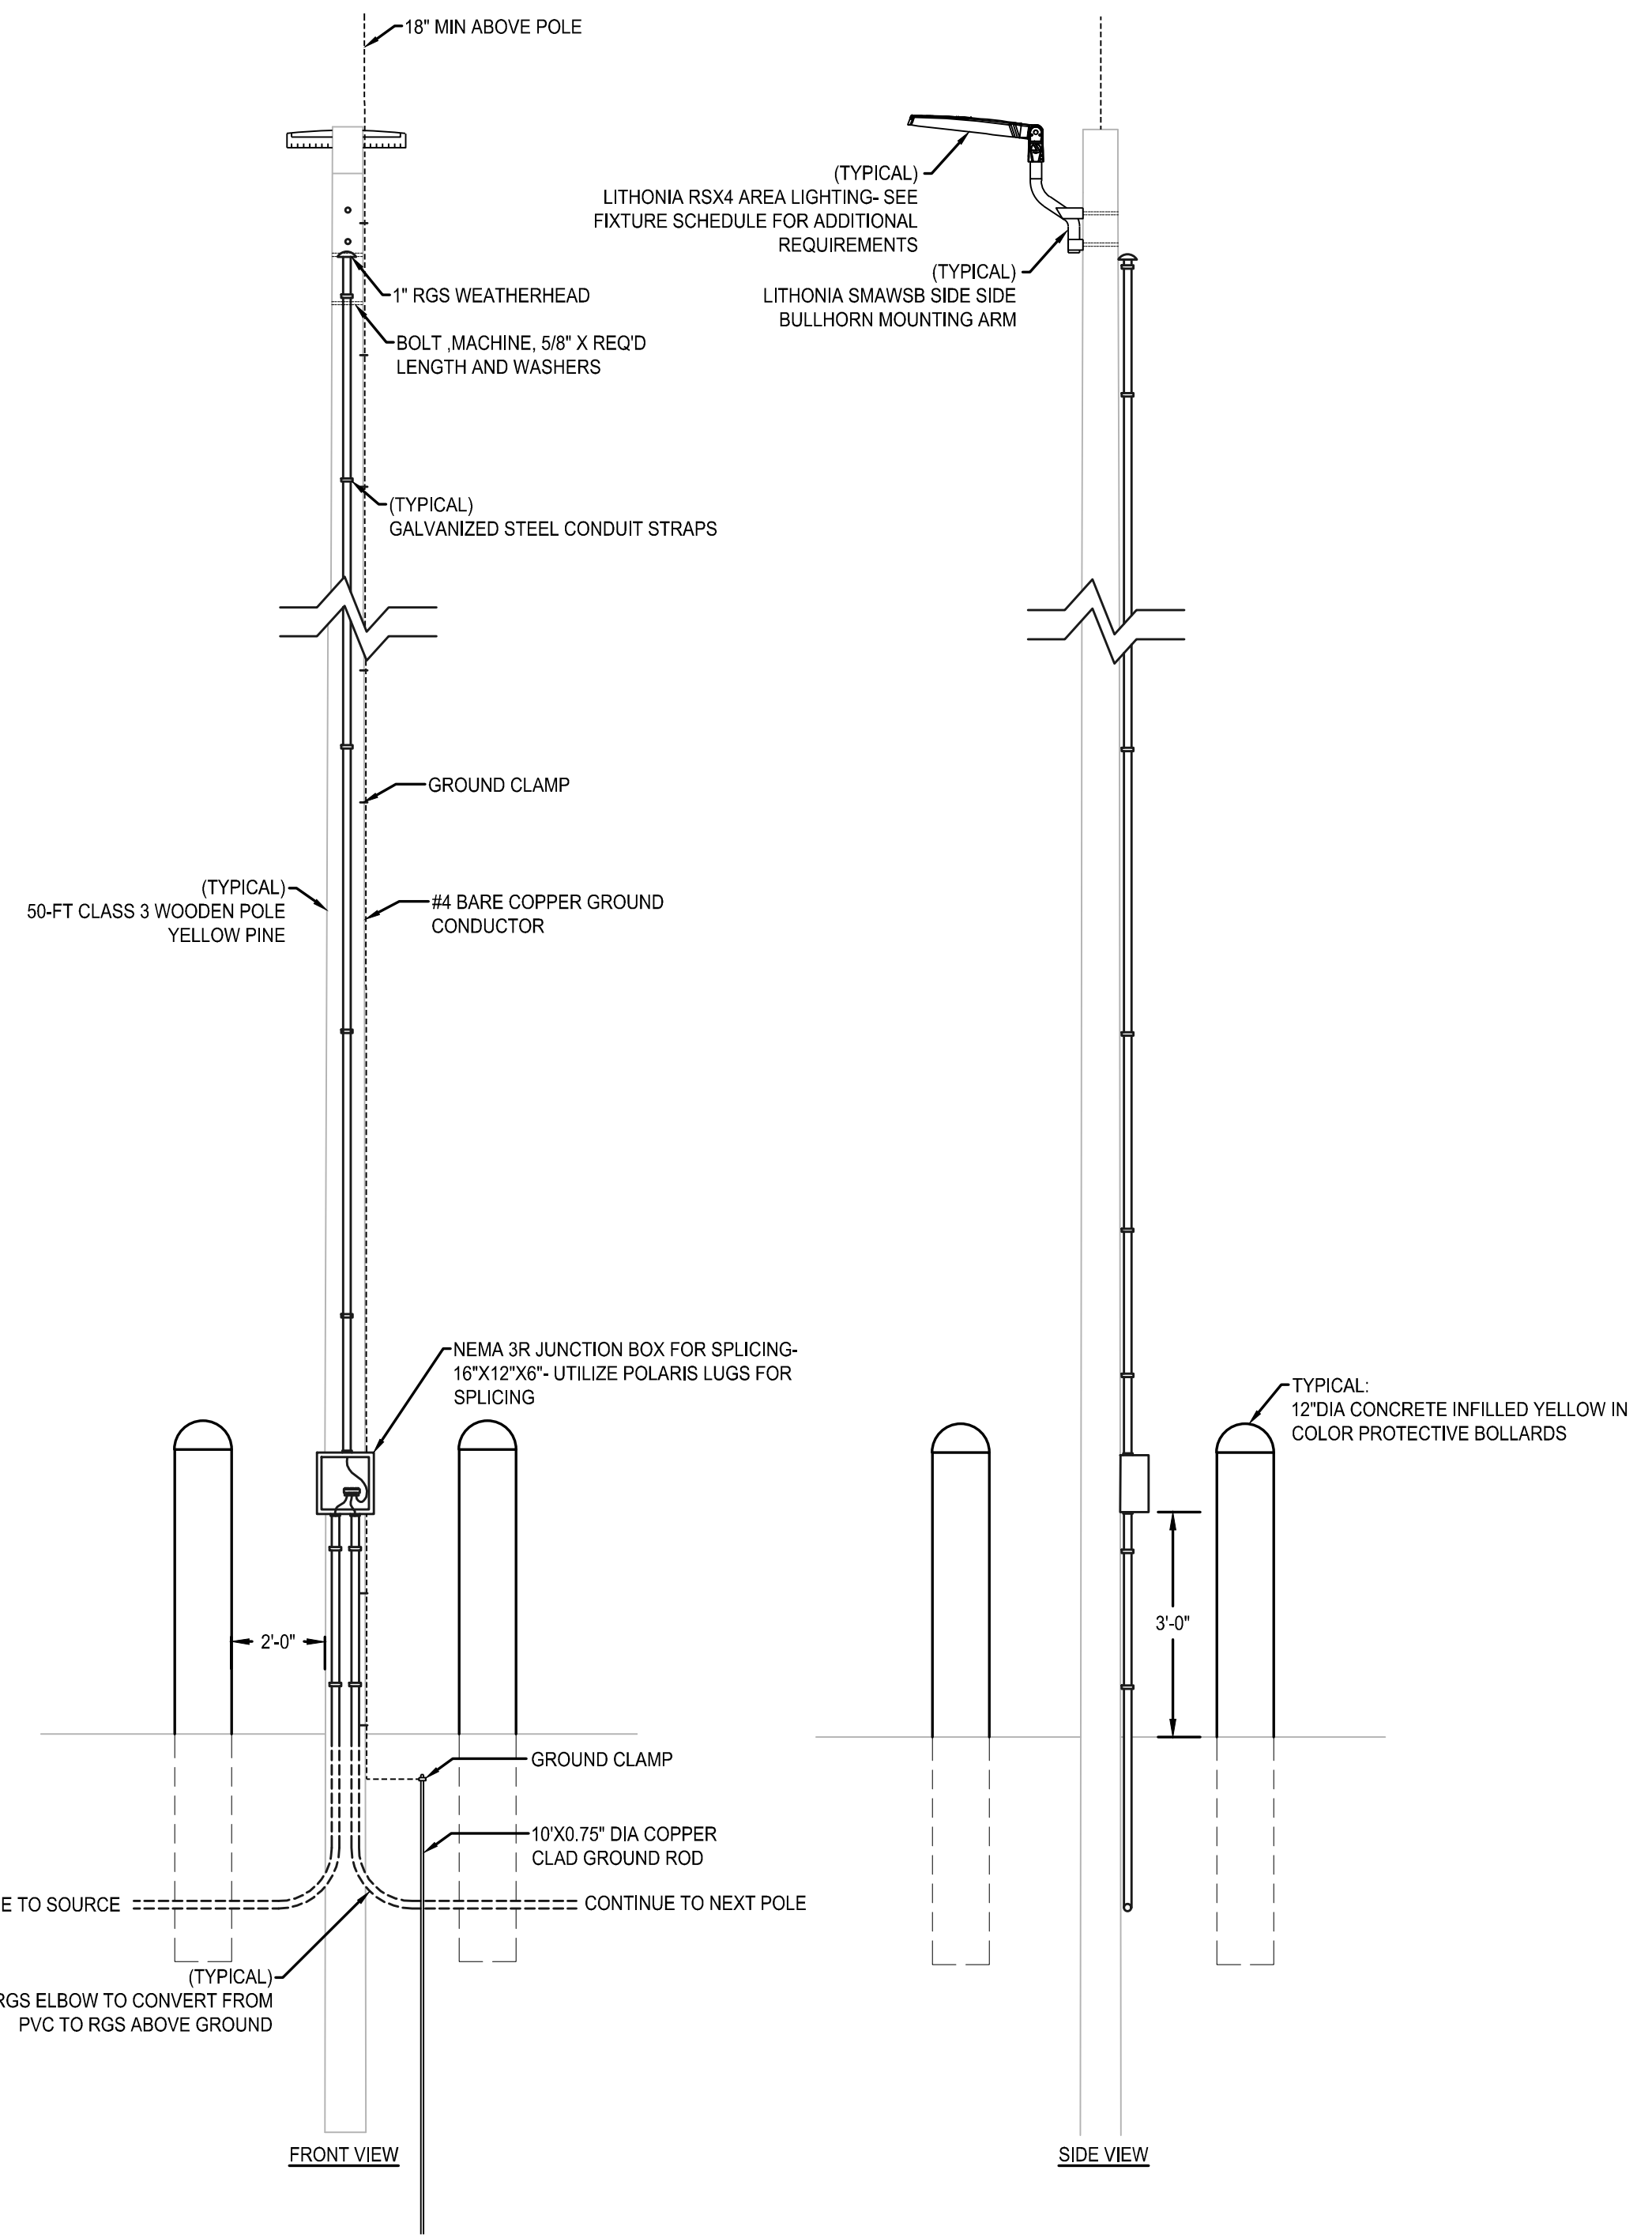 18" MIN ABOVE POLE
(TYPICAL)
LITHONIA RSX4 AREA LIGHTING- SEE
FIXTURE SCHEDULE FOR ADDITIONAL
REQUIREMENTS
(TYPICAL)
LITHONIA SMAWSB SIDE SIDE
BULLHORN MOUNTING ARM
1" RGS WEATHERHEAD
BOLT ,MACHINE, 5/8" X REQ'D
LENGTH AND WASHERS
(TYPICAL)
GALVANIZED STEEL CONDUIT STRAPS
GROUND CLAMP
(TYPICAL)
50-FT CLASS 3 WOODEN POLE
YELLOW PINE
#4 BARE COPPER GROUND
CONDUCTOR
NEMA 3R JUNCTION BOX FOR SPLICING-
16"X12"X6"- UTILIZE POLARIS LUGS FOR
SPLICING
TYPICAL:
12"DIA CONCRETE INFILLED YELLOW IN
COLOR PROTECTIVE BOLLARDS
2'-0"
3'-0"
GROUND CLAMP
10'X0.75" DIA COPPER
CLAD GROUND ROD
E TO SOURCE
CONTINUE TO NEXT POLE
(TYPICAL)
RGS ELBOW TO CONVERT FROM
PVC TO RGS ABOVE GROUND
FRONT VIEW
SIDE VIEW